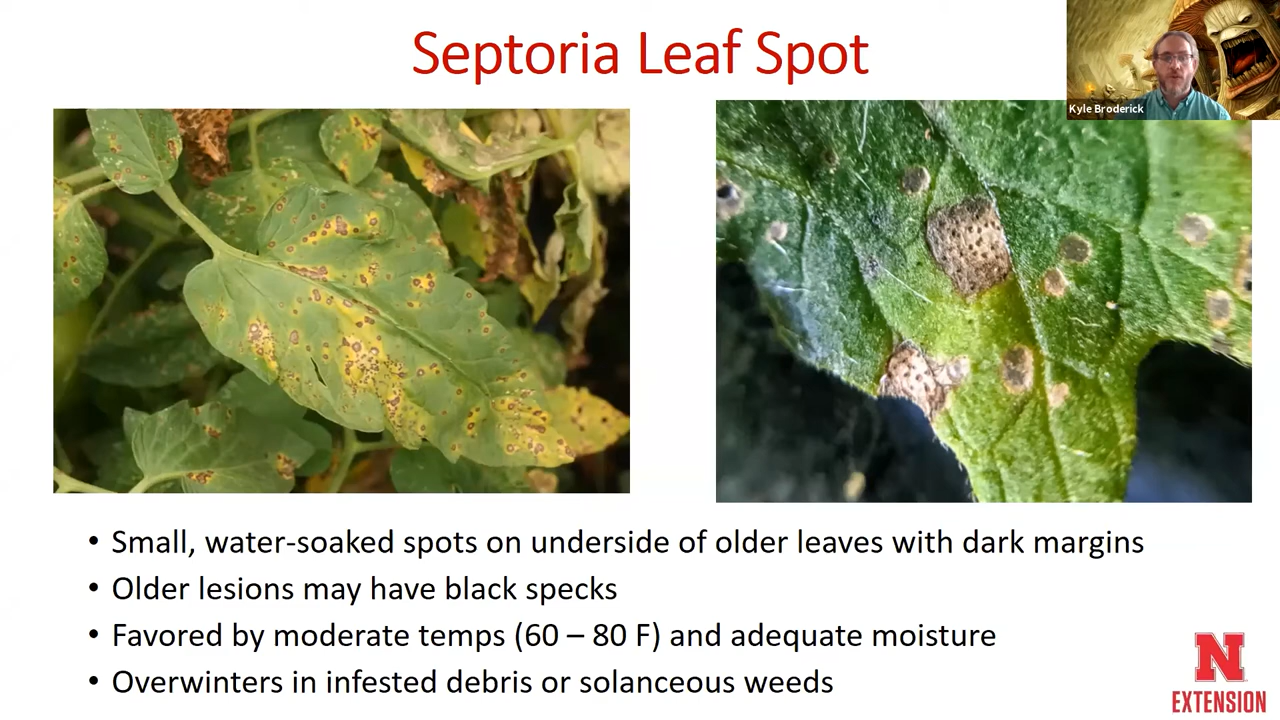 Septoria Leaf Spot
Kyle Broderick
• Small, water-soaked spots on underside of older leaves with dark margins
• Older lesions may have black specks
• Favored by moderate temps (60 – 80 F) and adequate moisture
• Overwinters in infested debris or solanceous weeds
N
EXTENSION